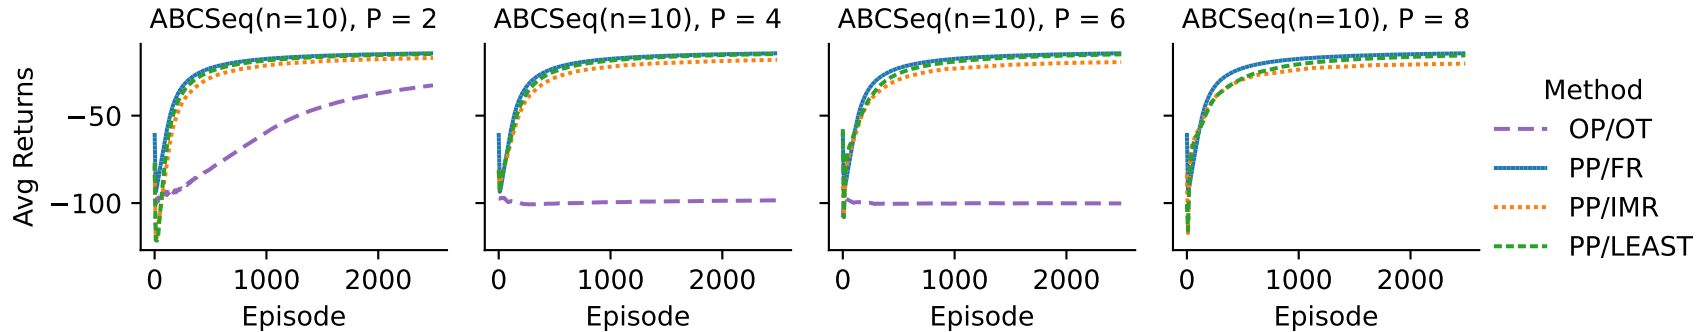 ABCSeq(n=10), P = 2
ABCSeq(n=10), P = 4
ABCSeq(n=10), P = 6
ABCSeq(n=10), P = 8
Avg Returns
−50
−100
0 1000 2000
0 1000 2000
0 1000 2000
0 1000 2000
Episode
Episode
Episode
Episode
Method
OP/OT
PP/FR
PP/IMR
PP/LEAST